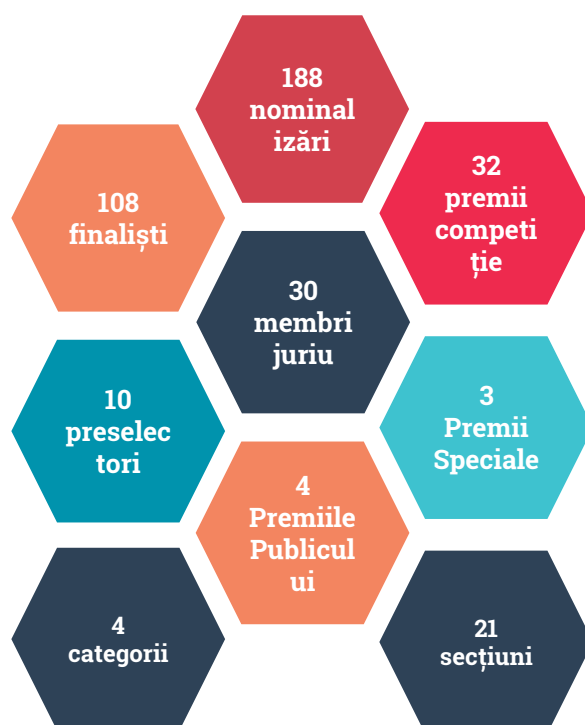 188
nominal
izări
108
finaliști
32
premii
competi
ție
30
membri
juriu
10
preselec
tori
3
Premii
Speciale
4
Premiile
Publicul
ui
4
categorii
21
secțiuni